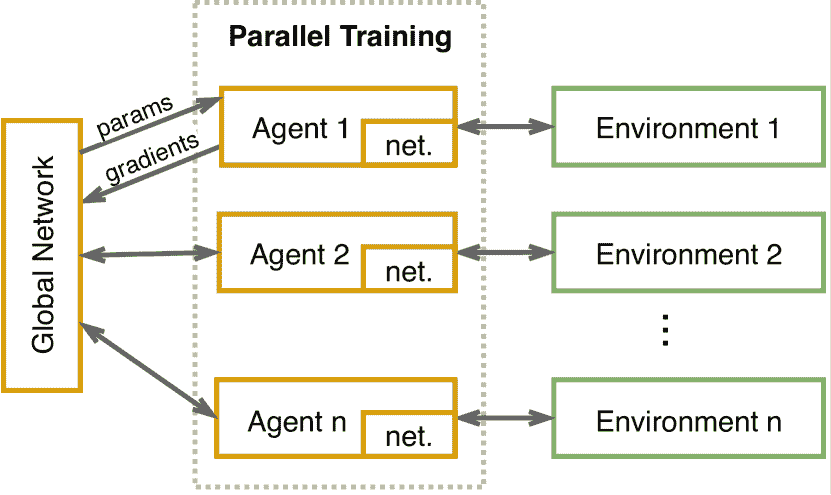 Parallel Training
params
gradients
Global Network
Agent 1
net.
Environment 1
Agent 2
net.
Environment 2
⋮
Agent n
net.
Environment n